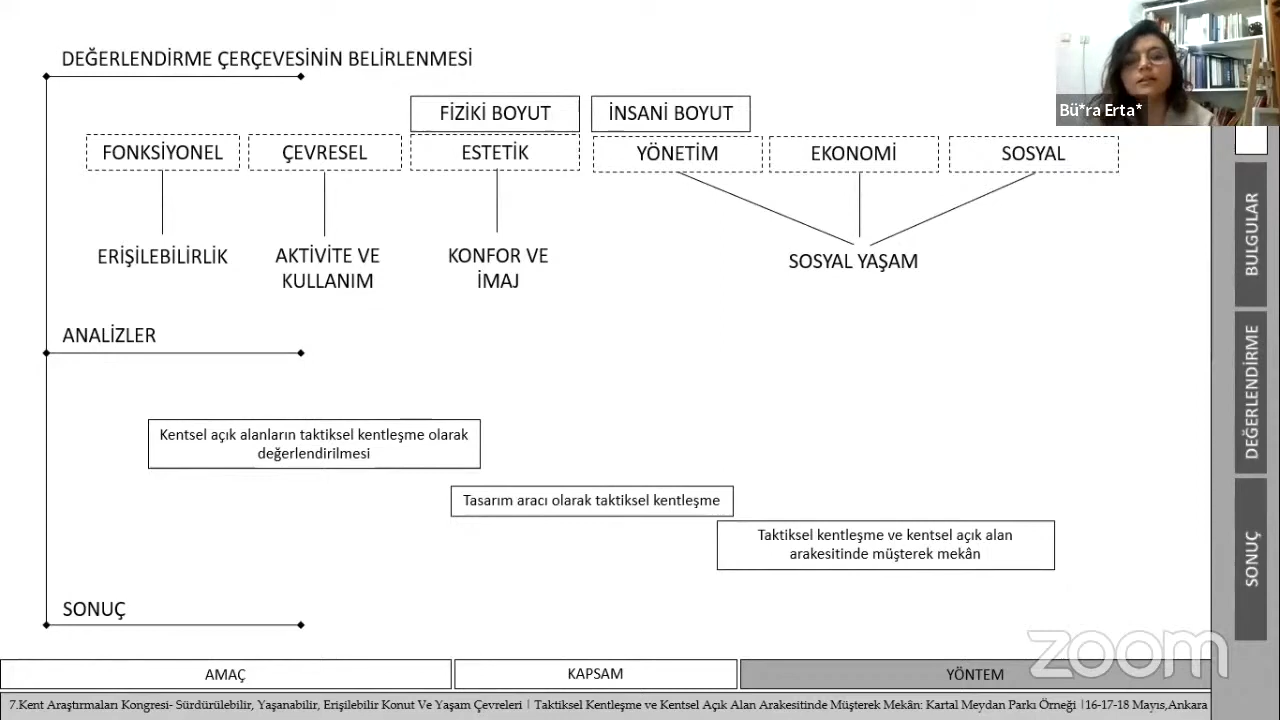 DEĞERLENDİRME ÇERÇEVESİNİN BELİRLENMESİ
Bü*ra Erta*
FİZİKİ BOYUT
İNSANİ BOYUT
FONKSİYONEL
ÇEVRESEL
ESTETİK
YÖNETİM
EKONOMİ
SOSYAL
ERİŞİLEBİLİRLİK
AKTİVİTE VE
KULLANIM
KONFOR VE
İMAJ
SOSYAL YAŞAM
ANALİZLER
Kentsel açık alanların taktiksel kentleşme olarak
değerlendirilmesi
Tasarım aracı olarak taktiksel kentleşme
Taktiksel kentleşme ve kentsel açık alan
arakesitinde müşterek mekân
SONUÇ
BULGULAR
DEĞERLENDİRME
SONUÇ
zoom
AMAÇ
KAPSAM
YÖNTEM
7.Kent Araştırmaları Kongresi- Sürdürülebilir, Yaşanabilir, Erişilebilir Konut Ve Yaşam Çevreleri | Taktiksel Kentleşme ve Kentsel Açık Alan Arakesitinde Müşterek Mekân: Kartal Meydan Parkı Örneği |16-17-18 Mayıs,Ankara